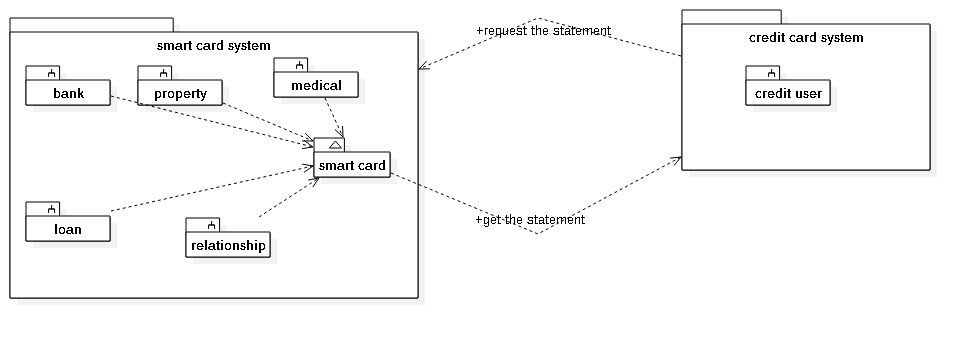 smart card system
bank
property
medical
smart card
loan
relationship
+request the statement
+get the statement
credit card system
credit user